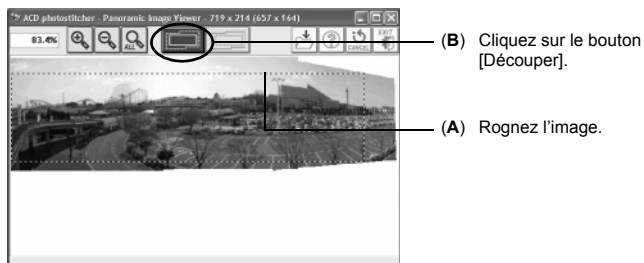 ACD photostitcher - Panoramic Image Viewer - 719 x 214 (657 x 164)
83.4%
ALL
CANCEL
EXIT
(B) Cliquez sur le bouton
[Découper].
(A) Rognez l’image.